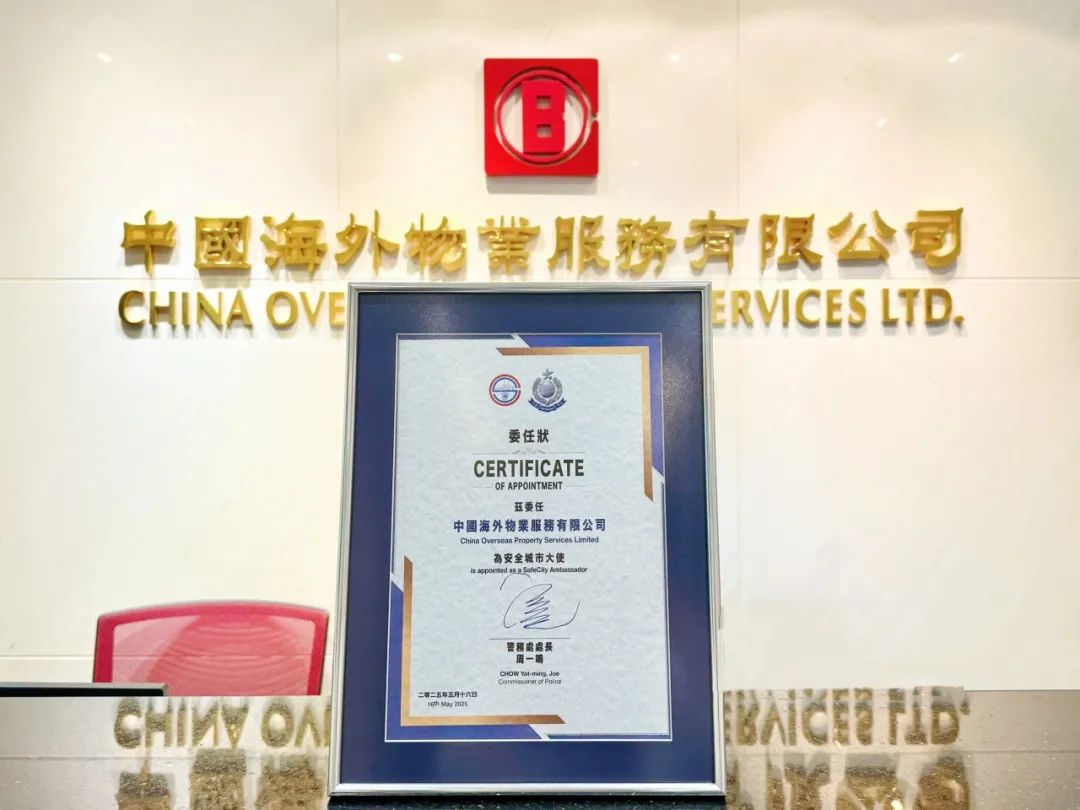 中國海外物業服務有限公司
CHINA OVE ERVICES LTD.
委任狀
CERTIFICATE
OF APPOINTMENT
茲委任
中國海外物業服務有限公司
China Overseas Property Services Limited
為安全城市大使
is appointed as a SafeCity Ambassador
警務處處長
周一鳴
CHOW Yat-ming, Joe
Commissioner of Police
二零二五年五月十六日
16th May 2025